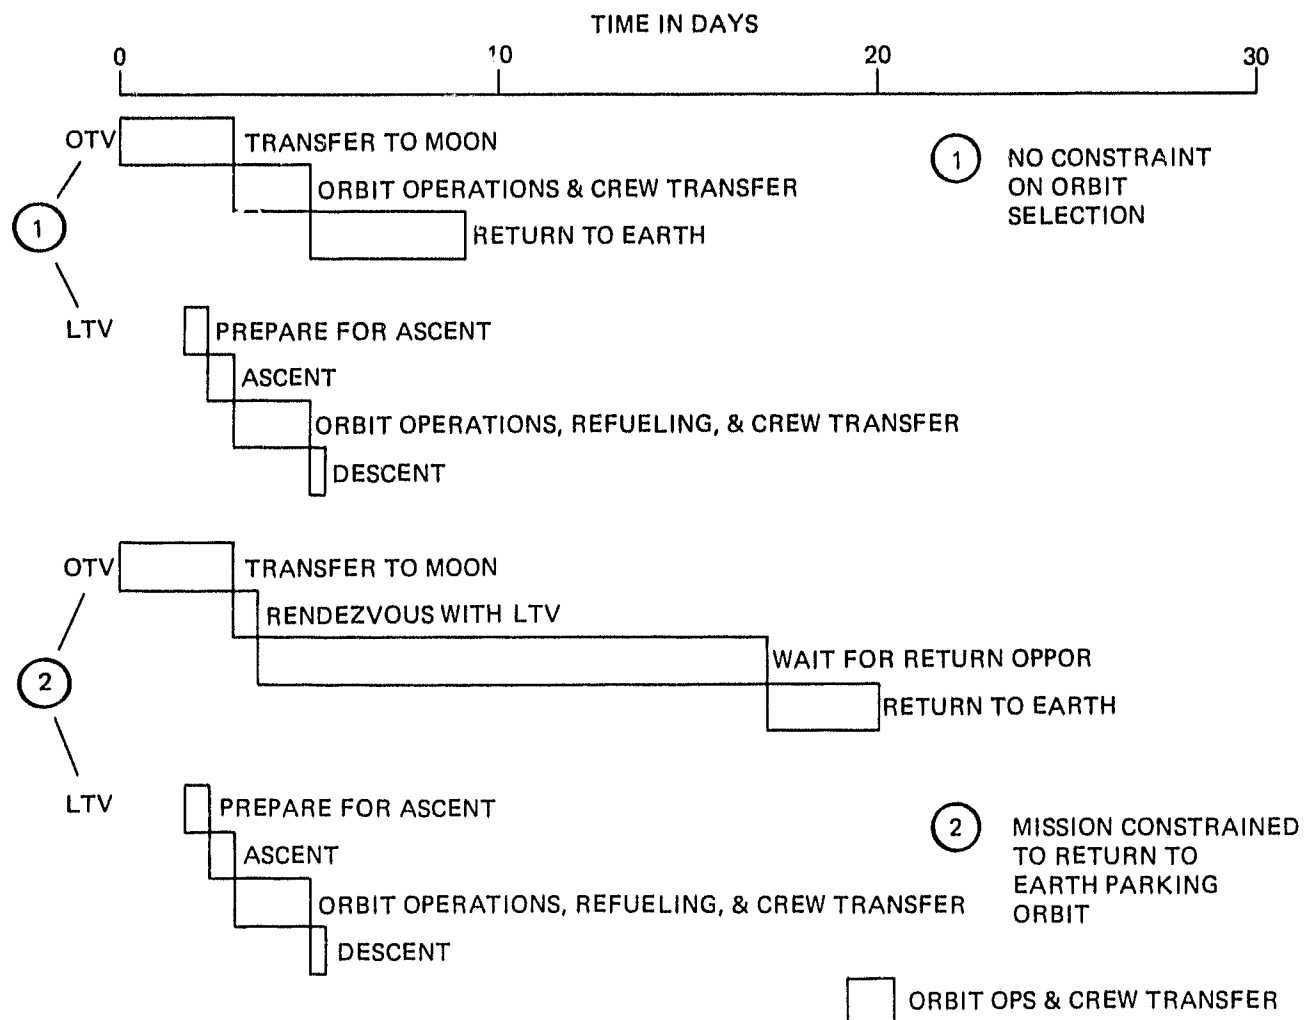 TIME IN DAYS
0 10 20 30
OTV
TRANSFER TO MOON
ORBIT OPERATIONS & CREW TRANSFER
RETURN TO EARTH
1
LTV
PREPARE FOR ASCENT
ASCENT
ORBIT OPERATIONS, REFUELING, & CREW TRANSFER
DESCENT
1
NO CONSTRAINT
ON ORBIT
SELECTION
OTV
TRANSFER TO MOON
RENDEZVOUS WITH LTV
WAIT FOR RETURN OPPOR
RETURN TO EARTH
2
LTV
PREPARE FOR ASCENT
ASCENT
ORBIT OPERATIONS, REFUELING, & CREW TRANSFER
DESCENT
2
MISSION CONSTRAINED
TO RETURN TO
EARTH PARKING
ORBIT
ORBIT OPS & CREW TRANSFER